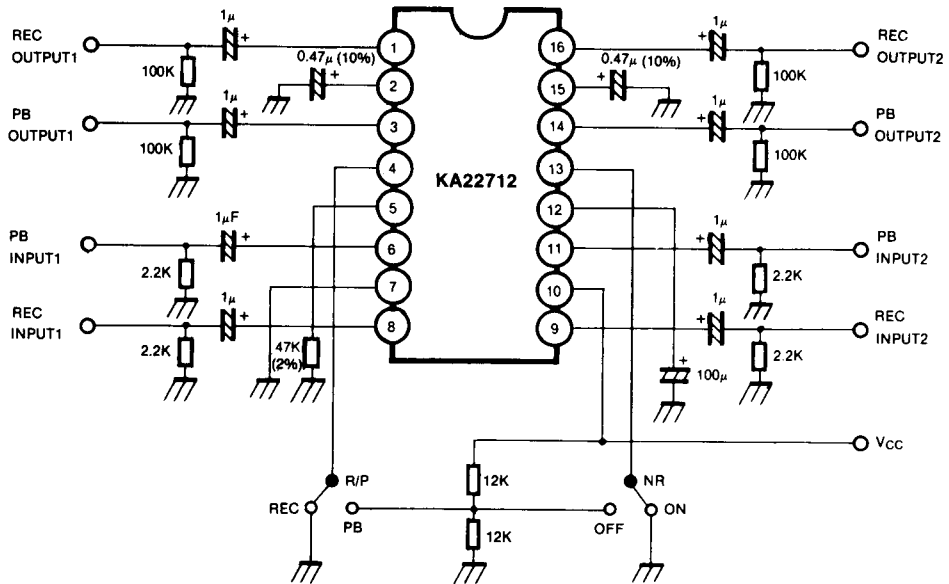 1μ
REC
OUTPUT1
+
1
100K
0.47μ (10%)
+
2
PB
OUTPUT1
1μ
+
3
100K
4
5
PB
INPUT1
1μF
+
6
2.2K
7
REC
INPUT1
1μ
+
8
2.2K
47K
(2%)
KA22712
16
1μ
+
REC
OUTPUT2
100K
0.47μ (10%)
+
15
14
1μ
+
PB
OUTPUT2
100K
13
12
11
1μ
+
PB
INPUT2
2.2K
10
9
1μ
+
REC
INPUT2
2.2K
+
100μ
VCC
R/P
REC
PB
12K
12K
NR
OFF
ON